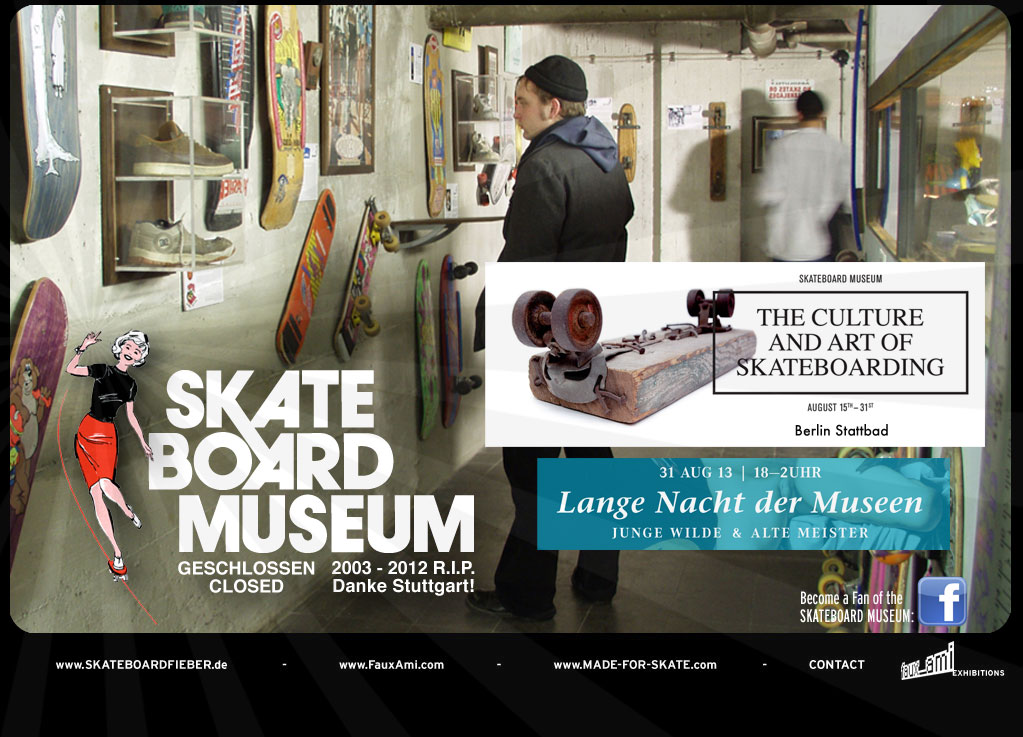 SKATE
BOARD
MUSEUM
GESCHLOSSEN 2003 - 2012 R.I.P.
CLOSED Danke Stuttgart!
SKATEBOARD MUSEUM
THE CULTURE
AND ART OF
SKATEBOARDING
AUGUST 15TH – 31ST
Berlin Stattbad
31 AUG 13 | 18–2UHR
Lange Nacht der Museen
JUNGE WILDE & ALTE MEISTER
Become a Fan of the
SKATEBOARD MUSEUM:
f
www.SKATEBOARDFIEBER.de - www.FauxAmi.com - www.MADE-FOR-SKATE.com - CONTACT
faux_ami EXHIBITIONS